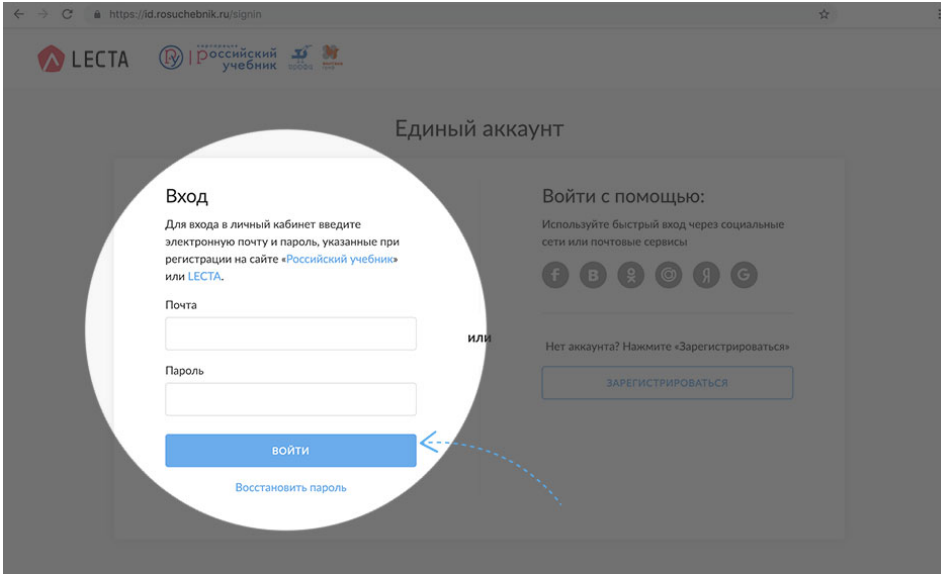 https://id.rosuchebnik.ru/signin
LECTA
российский
учебник
Единый аккаунт
Вход
Для входа в личный кабинет введите
электронную почту и пароль, указанные при
регистрации на сайте «Российский учебник»
или LECTA.
Почта
Пароль
ВОЙТИ
Восстановить пароль
или
Войти с помощью:
Используйте быстрый вход через социальные
сети или почтовые сервисы
Нет аккаунта? Нажмите «Зарегистрироваться»
ЗАРЕГИСТРИРОВАТЬСЯ